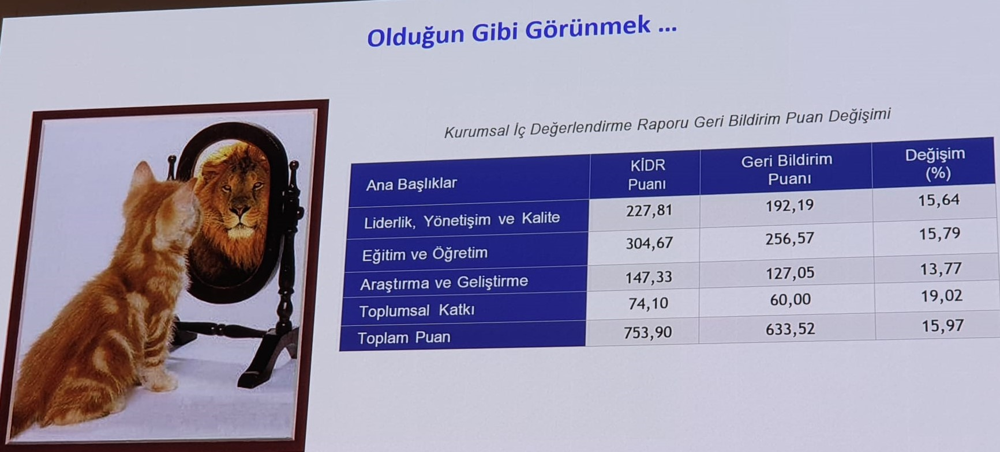 Olduğun Gibi Görünmek ...
Kurumsal İç Değerlendirme Raporu Geri Bildirim Puan Değişimi
Ana Başlıklar KİDR Puanı Geri Bildirim Puanı Değişim (%)
Liderlik, Yönetişim ve Kalite 227,81 192,19 15,64
Eğitim ve Öğretim 304,67 256,57 15,79
Araştırma ve Geliştirme 147,33 127,05 13,77
Toplumsal Katkı 74,10 60,00 19,02
Toplam Puan 753,90 633,52 15,97